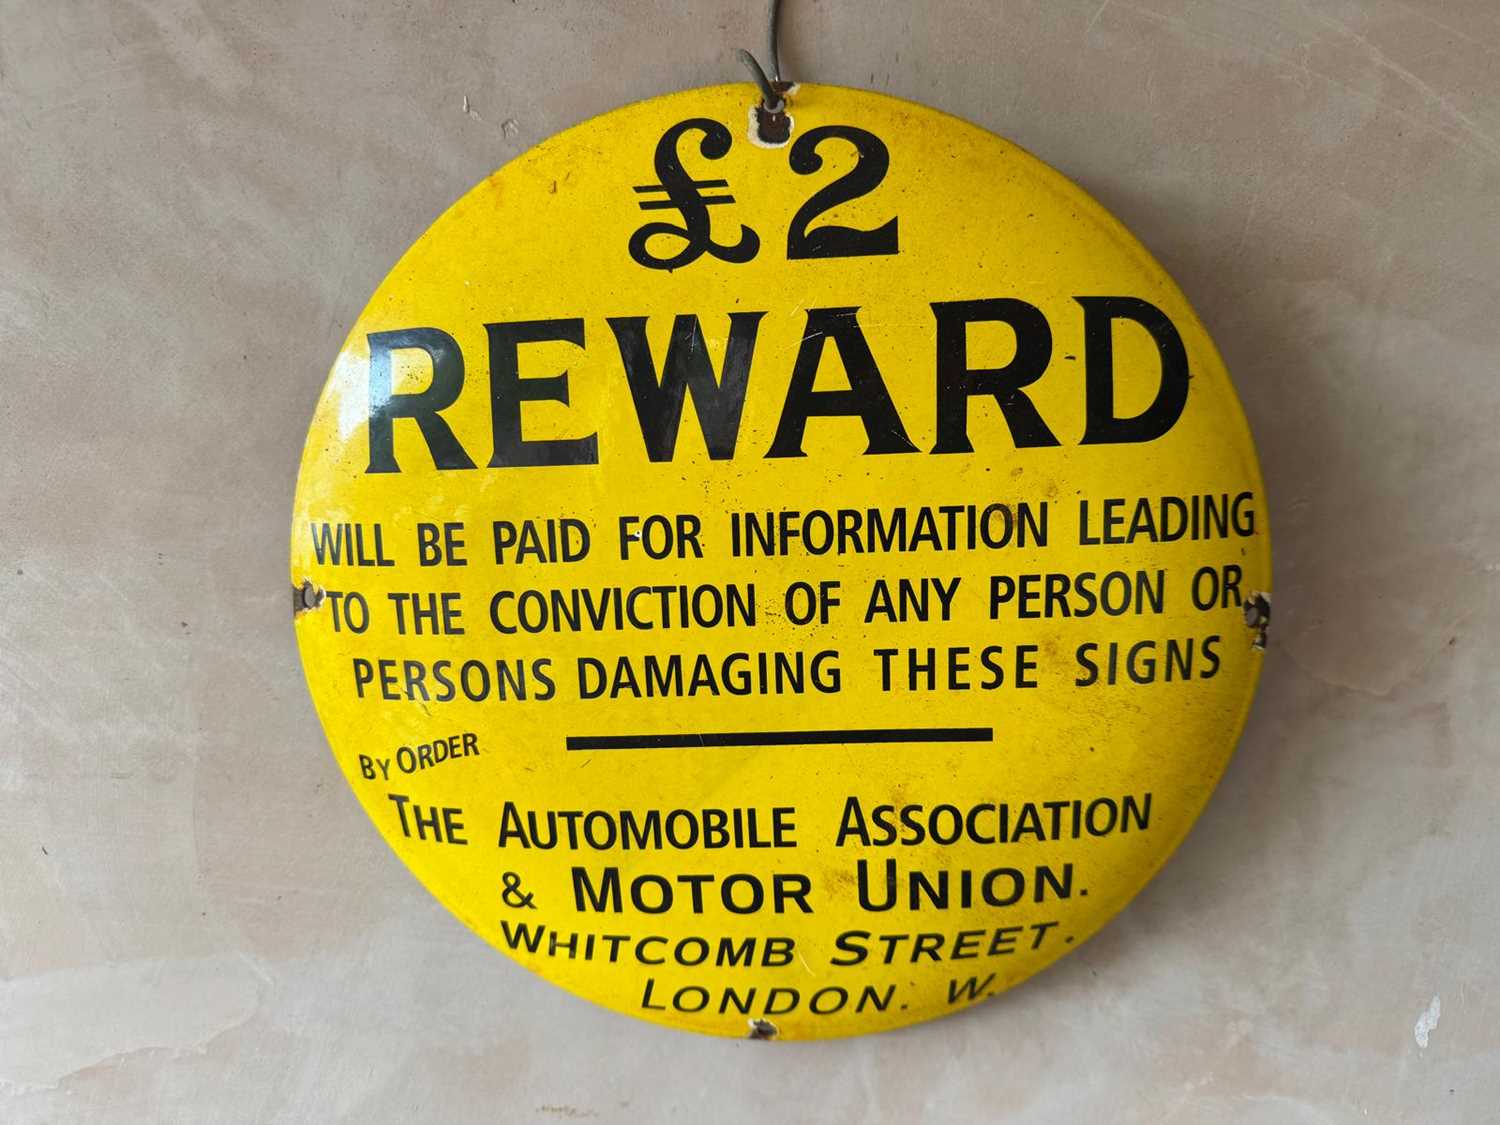 £2
REWARD
WILL BE PAID FOR INFORMATION LEADING
TO THE CONVICTION OF ANY PERSON OR
PERSONS DAMAGING THESE SIGNS
BY ORDER
THE AUTOMOBILE ASSOCIATION
& MOTOR UNION.
WHITCOMB STREET.
LONDON. W.